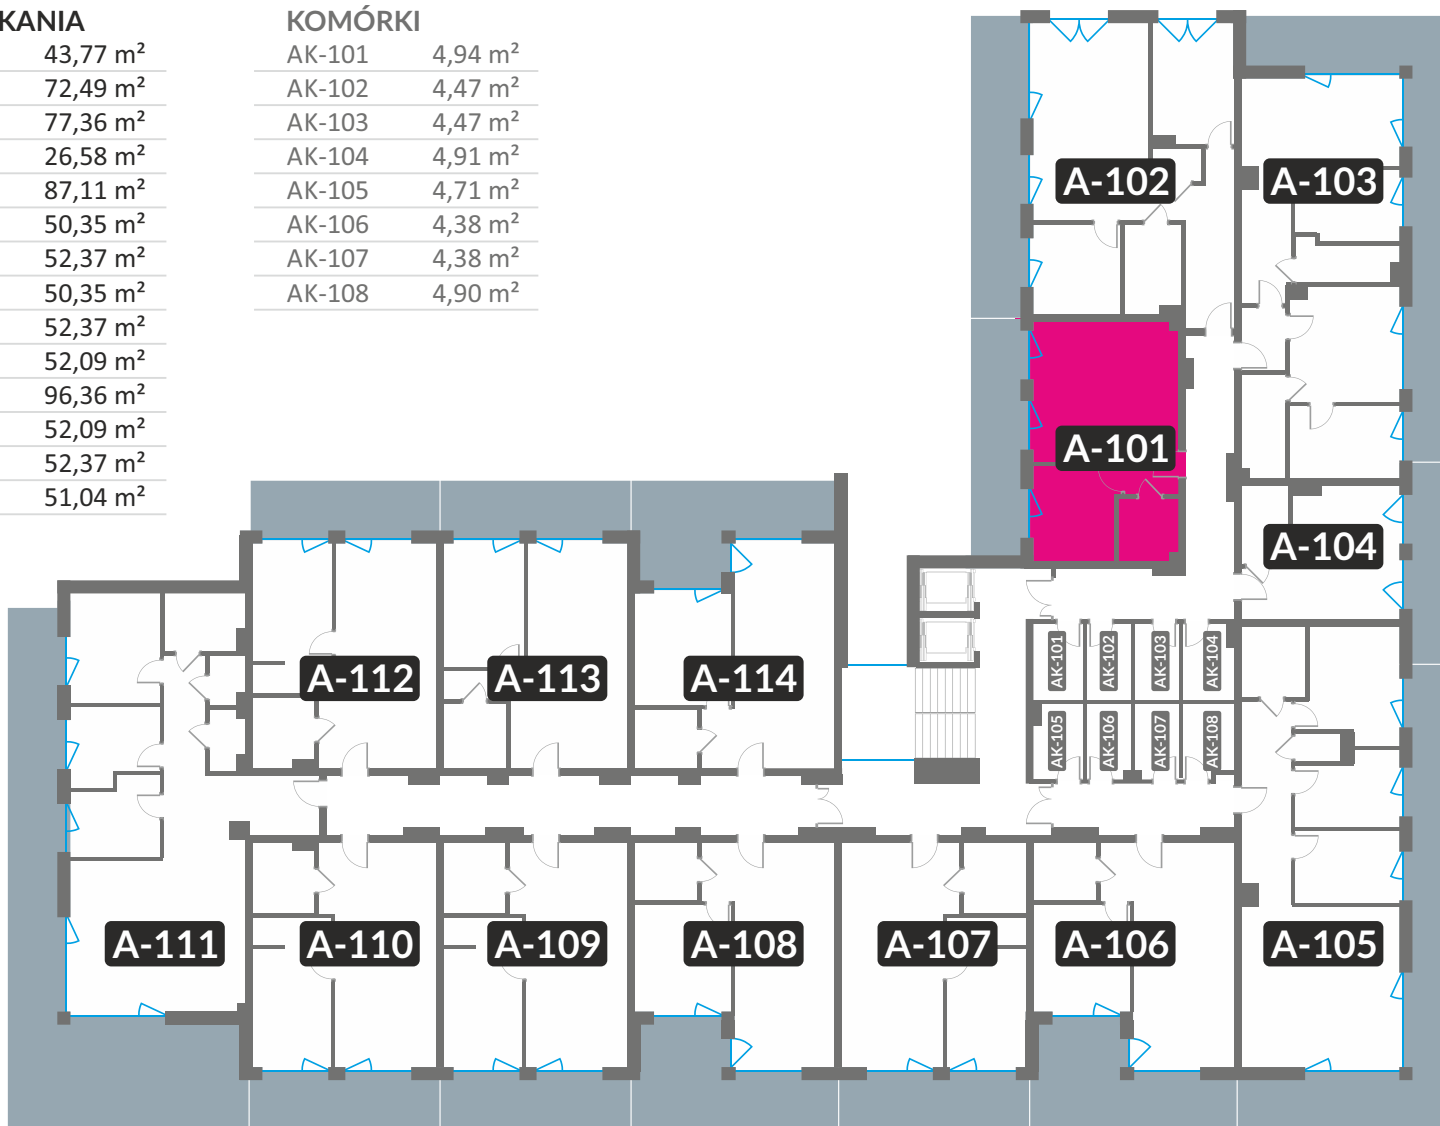 KANIA
43,77 m²
72,49 m²
77,36 m²
26,58 m²
87,11 m²
50,35 m²
52,37 m²
50,35 m²
52,37 m²
52,09 m²
96,36 m²
52,09 m²
52,37 m²
51,04 m²
KOMÓRKI
AK-101 4,94 m²
AK-102 4,47 m²
AK-103 4,47 m²
AK-104 4,91 m²
AK-105 4,71 m²
AK-106 4,38 m²
AK-107 4,38 m²
AK-108 4,90 m²
A-102
A-103
A-101
A-104
AK-101
AK-102
AK-103
AK-104
A-112
A-113
A-114
AK-105
AK-106
AK-107
AK-108
A-111
A-110
A-109
A-108
A-107
A-106
A-105